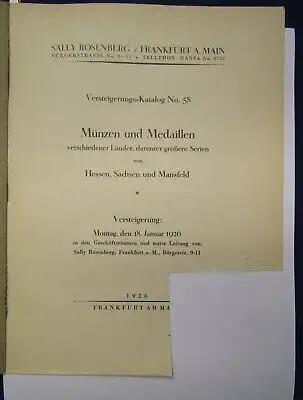 SALLY ROSENBERG / FRANKFURT A. MAIN
BÜRGERSTRASSE No. 9-11 • TELEPHON: HANSA No. 4758
Versteigerungs-Katalog No. 58
Münzen und Medaillen
verschiedener Länder, darunter größere Serien
von
Hessen, Sachsen und Mansfeld
*
Versteigerung:
Montag, den 18. Januar 1926
in den Geschäftsräumen und unter Leitung von:
Sally Rosenberg, Frankfurt a. M., Bürgerstr. 9-11
1926
FRANKFURT AM MA